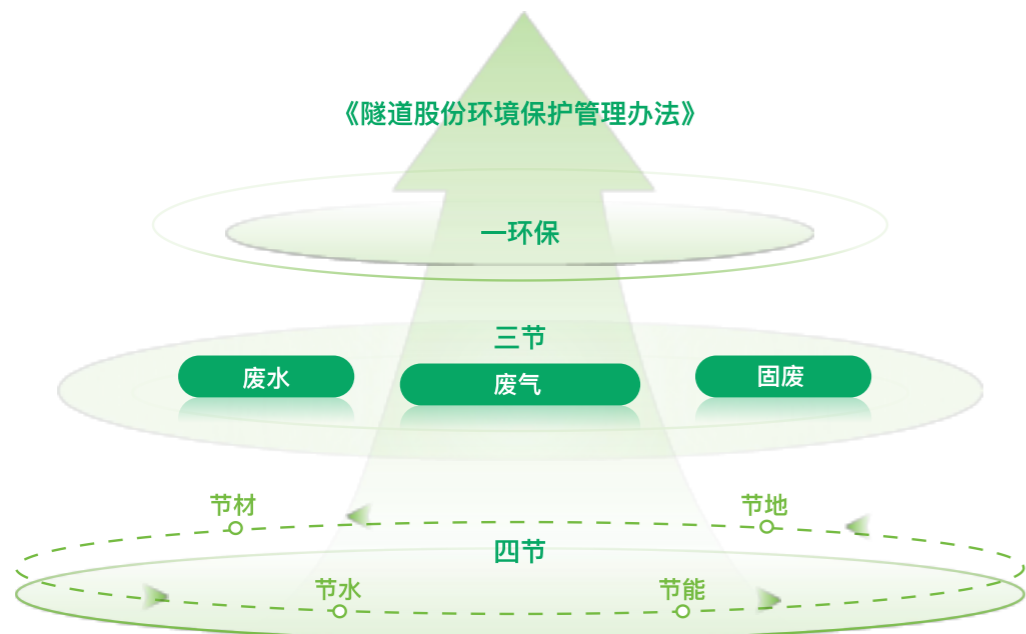 《隧道股份环境保护管理办法》
一环保
三节
废水
废气
固废
节材
节地
四节
节水
节能